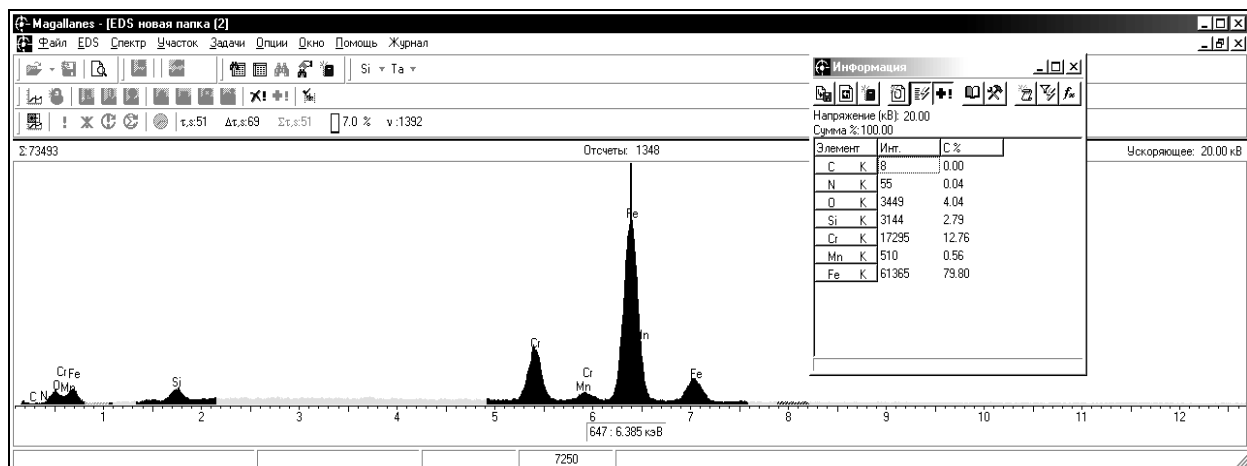 Magallanes - [EDS новая папка (2)]
Файл EDS Спектр Участок Задачи Опции Окно Помощь Журнал
Si Ta
τ,s:51 Δτ,s:69 Στ,s:51 7.0 % ν :1392
Σ:73493 Отсчеты: 1348 Ускоряющее: 20.00 кВ
Информация
Напряжение (кВ): 20.00
Сумма %:100.00
Элемент Инт. C %
C K 8 0.00
N K 55 0.04
O K 3449 4.04
Si K 3144 2.79
Cr K 17295 12.76
Mn K 510 0.56
Fe K 61365 79.80
Fe
Cr
Cr Fe
Si
Cr
Mn
Fe
C N
O Mn
1 2 3 4 5 6 7 8 9 10 11 12
647 : 6.385 кэВ
7250